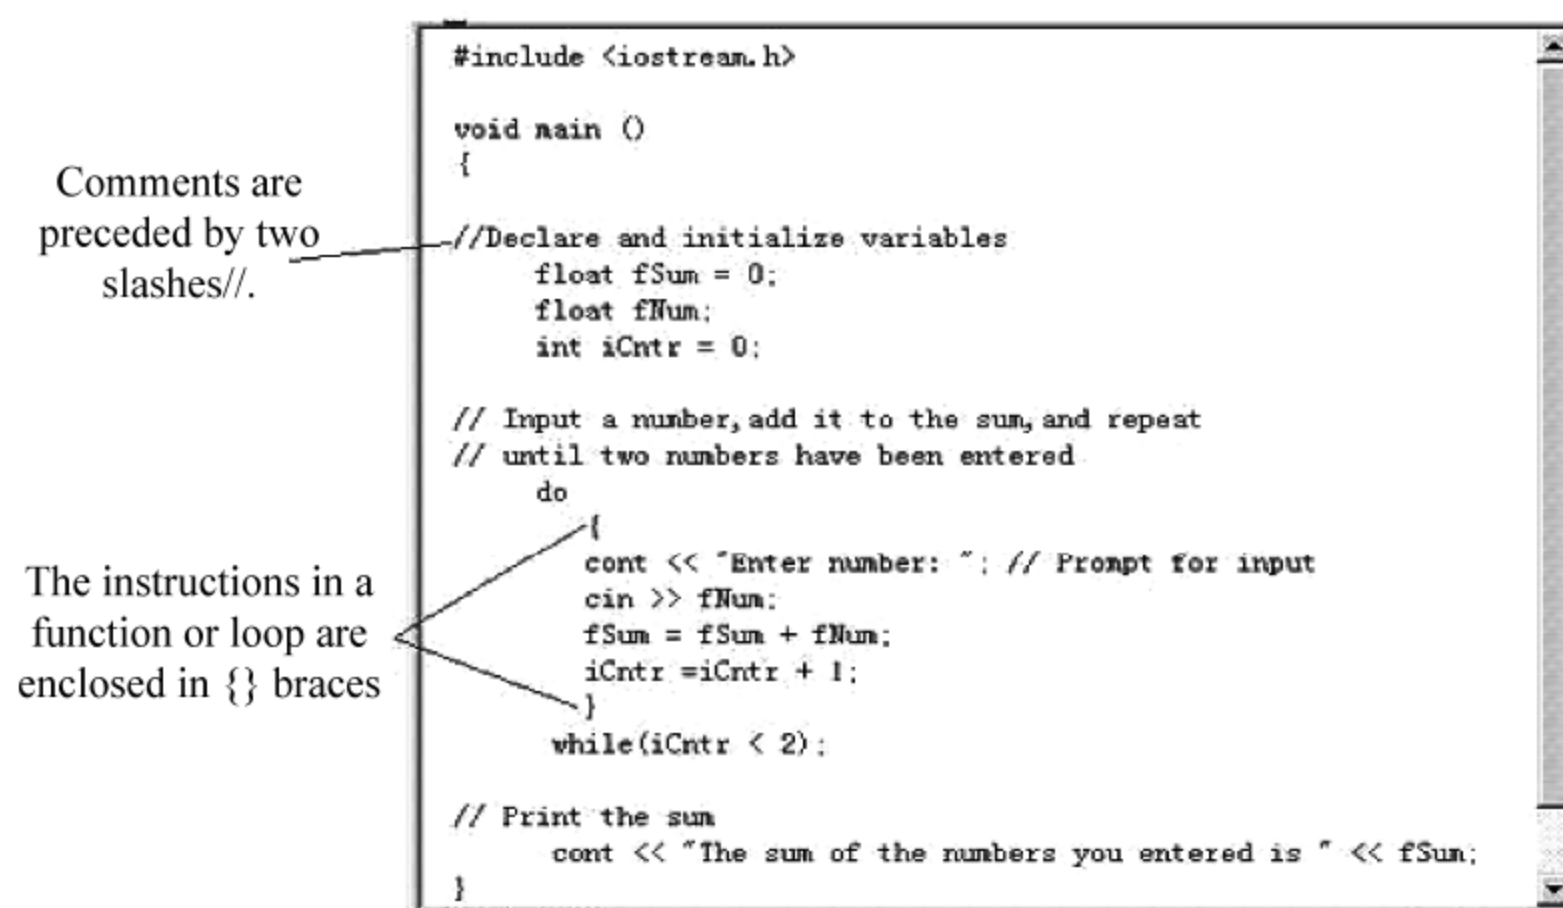 #include <iostream.h>
void main ()
{
Comments are
preceded by two
slashes//.
//Declare and initialize variables
float fSum = 0;
float fNum;
int iCntr = 0;
// Input a number, add it to the sum, and repeat
// until two numbers have been entered
do
{
The instructions in a
function or loop are
enclosed in {} braces
cont << "Enter number: "; // Prompt for input
cin >> fNum;
fSum = fSum + fNum;
iCntr =iCntr + 1;
}
while(iCntr < 2);
// Print the sum
cont << "The sum of the numbers you entered is " << fSum;
}